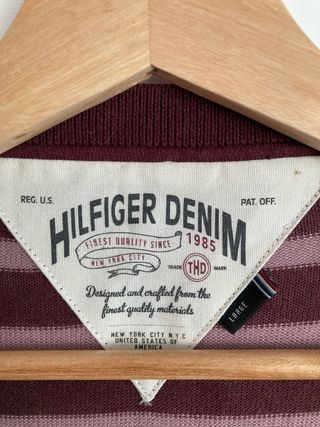 REG. U.S. PAT. OFF.
HILFIGER DENIM
FINEST QUALITY SINCE 1985
NEW YORK CITY
TRADE THD MARK
Designed and crafted from the
finest quality materials
LARGE
NEW YORK CITY N.Y.C
UNITED STATES OF
AMERICA